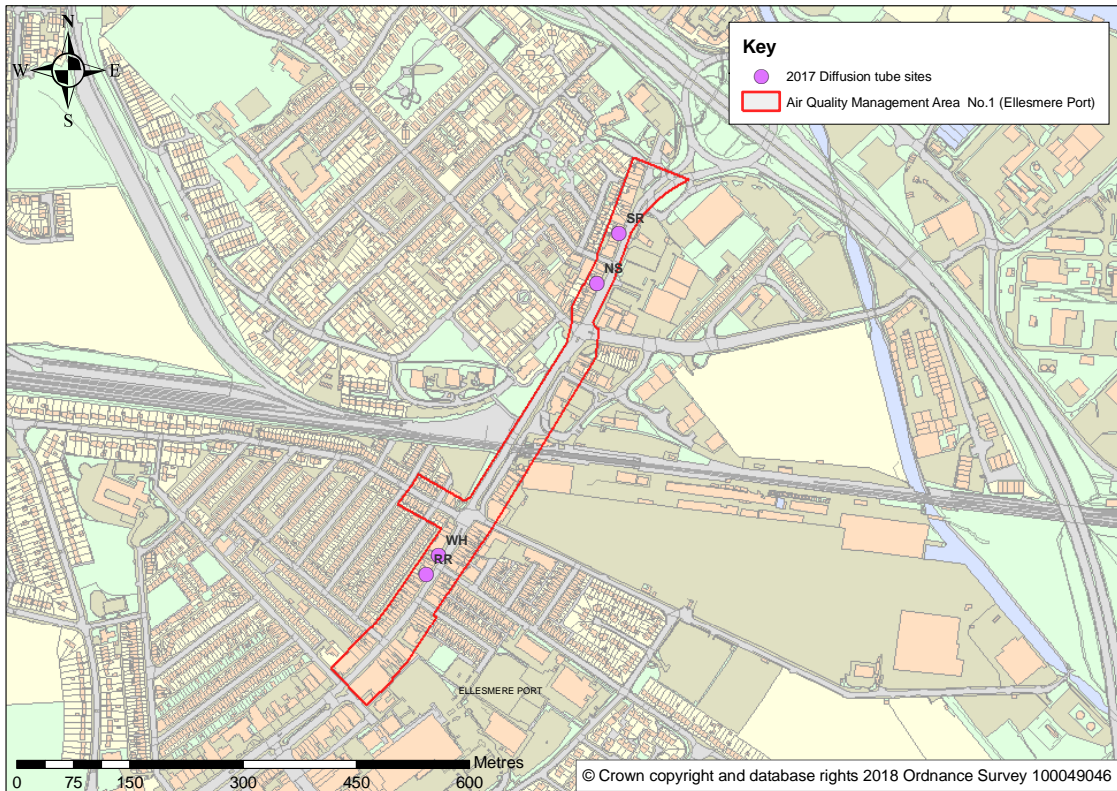 N
W E
S
Key
2017 Diffusion tube sites
Air Quality Management Area No.1 (Ellesmere Port)
SR
NS
WH
RR
ELLESMERE PORT
Metres
0 75 150 300 450 600
© Crown copyright and database rights 2018 Ordnance Survey 100049046